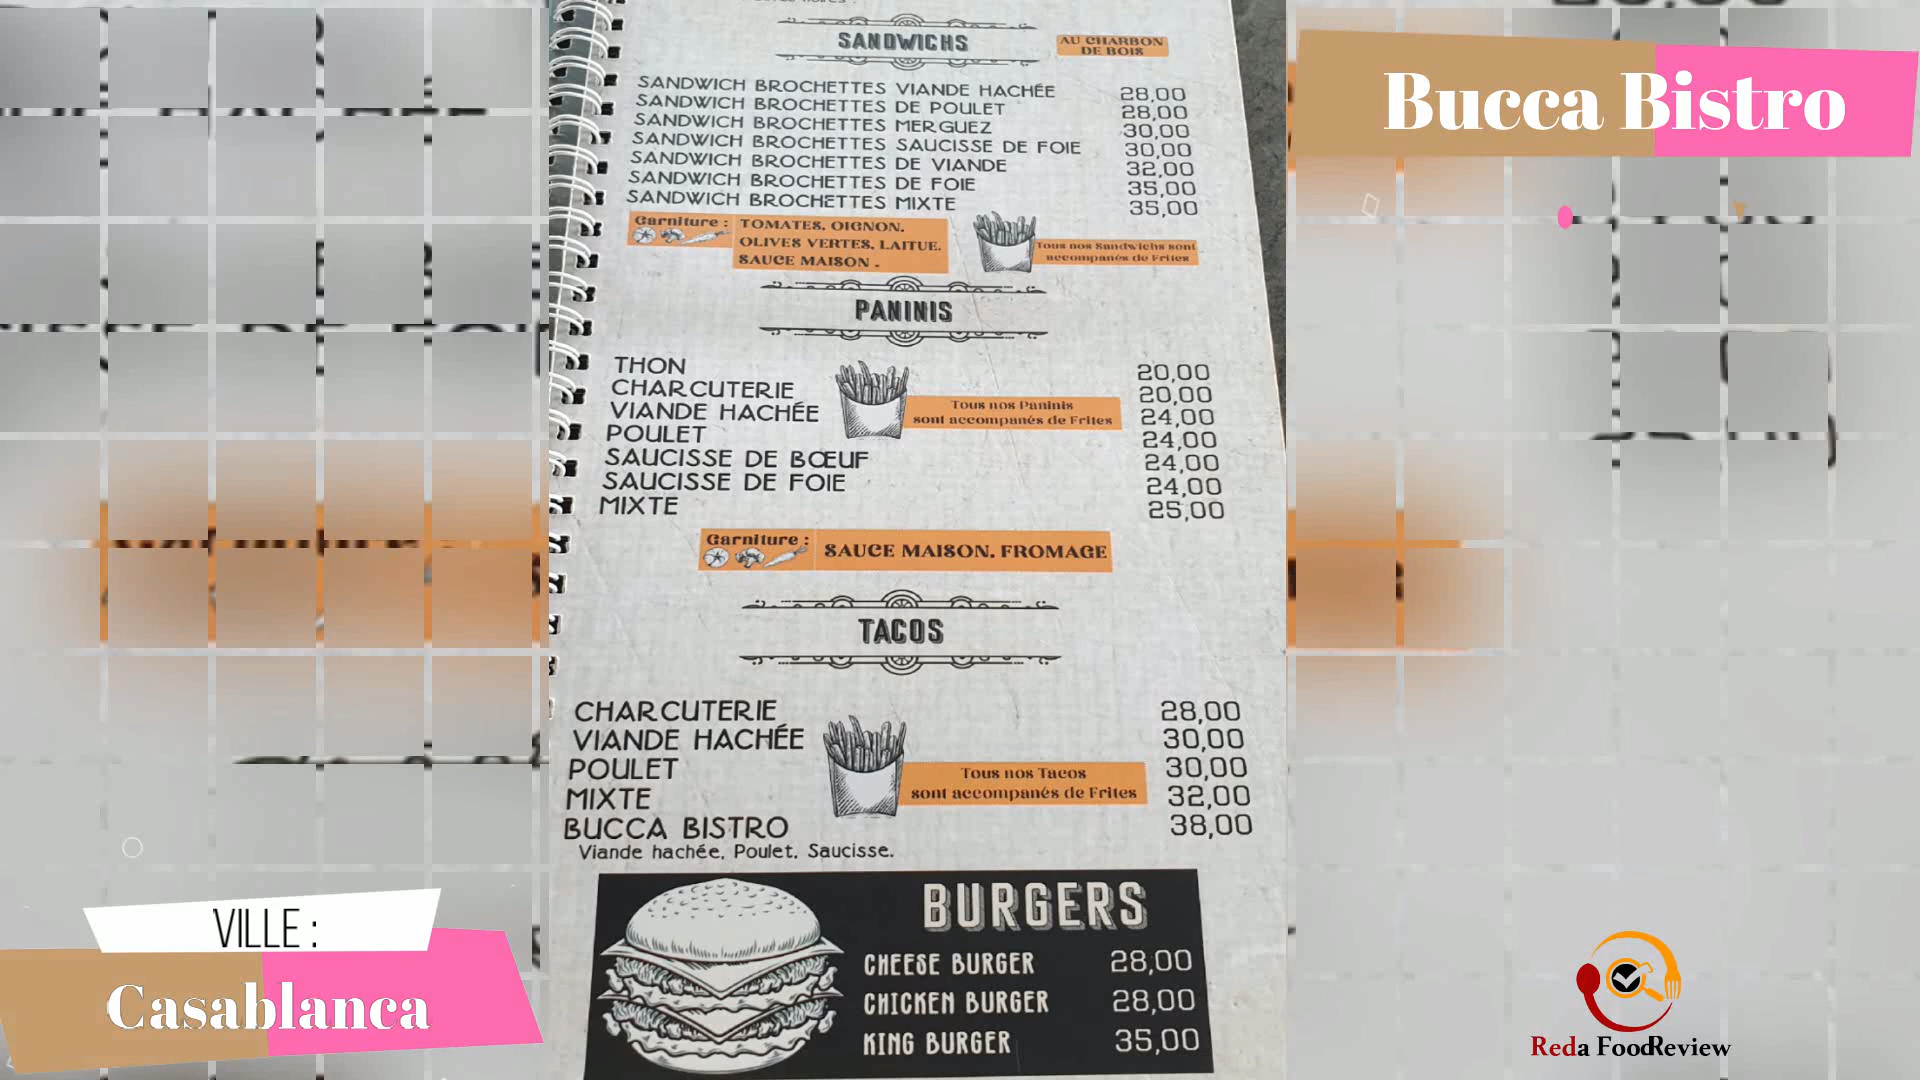 SANDWICHS
AU CHARBON
DE BOIS
SANDWICH BROCHETTES VIANDE HACHÉE 28,00
SANDWICH BROCHETTES DE POULET 28,00
SANDWICH BROCHETTES MERGUEZ 30,00
SANDWICH BROCHETTES SAUCISSE DE FOIE 30,00
SANDWICH BROCHETTES DE VIANDE 32,00
SANDWICH BROCHETTES DE FOIE 35,00
SANDWICH BROCHETTES MIXTE 35,00
Garniture : TOMATES, OIGNON,
OLIVES VERTES, LAITUE,
SAUCE MAISON .
Tous nos Sandwichs sont
accompanés de Frites
PANINIS
THON 20,00
CHARCUTERIE 20,00
VIANDE HACHÉE 24,00
POULET 24,00
SAUCISSE DE BŒUF 24,00
SAUCISSE DE FOIE 24,00
MIXTE 25,00
Tous nos Paninis
sont accompanés de Frites
Garniture : SAUCE MAISON, FROMAGE
TACOS
CHARCUTERIE 28,00
VIANDE HACHÉE 30,00
POULET 30,00
MIXTE 32,00
BUCCA BISTRO 38,00
Viande hachée, Poulet, Saucisse.
Tous nos Tacos
sont accompanés de Frites
BURGERS
CHEESE BURGER 28,00
CHICKEN BURGER 28,00
KING BURGER 35,00
Bucca Bistro
VILLE :
Casablanca
Reda FoodReview